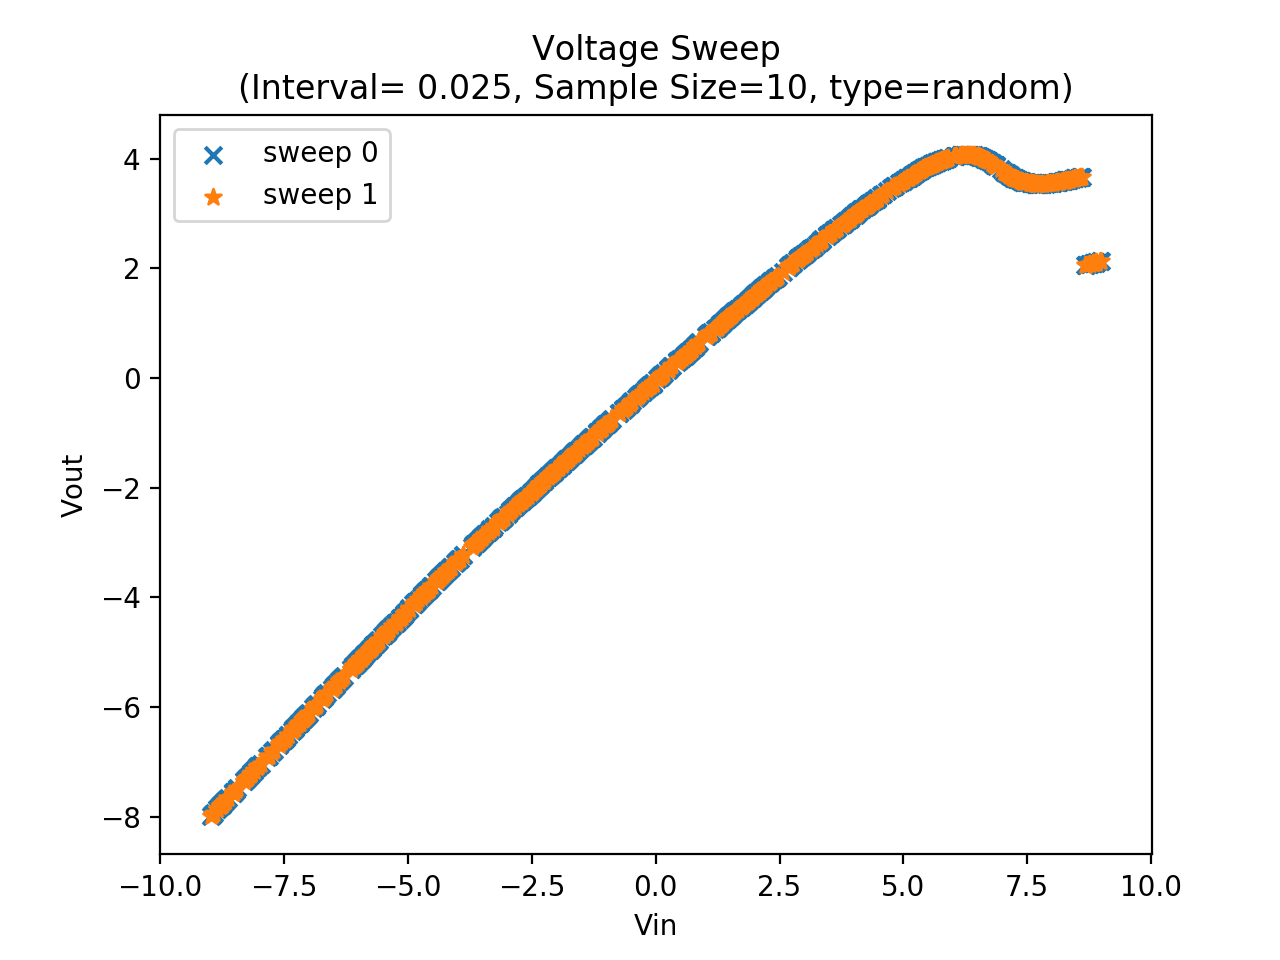 Voltage Sweep
(Interval= 0.025, Sample Size=10, type=random)
sweep 0
sweep 1
4
2
0
−2
−4
−6
−8
Vout
−10.0 −7.5 −5.0 −2.5 0.0 2.5 5.0 7.5 10.0
Vin